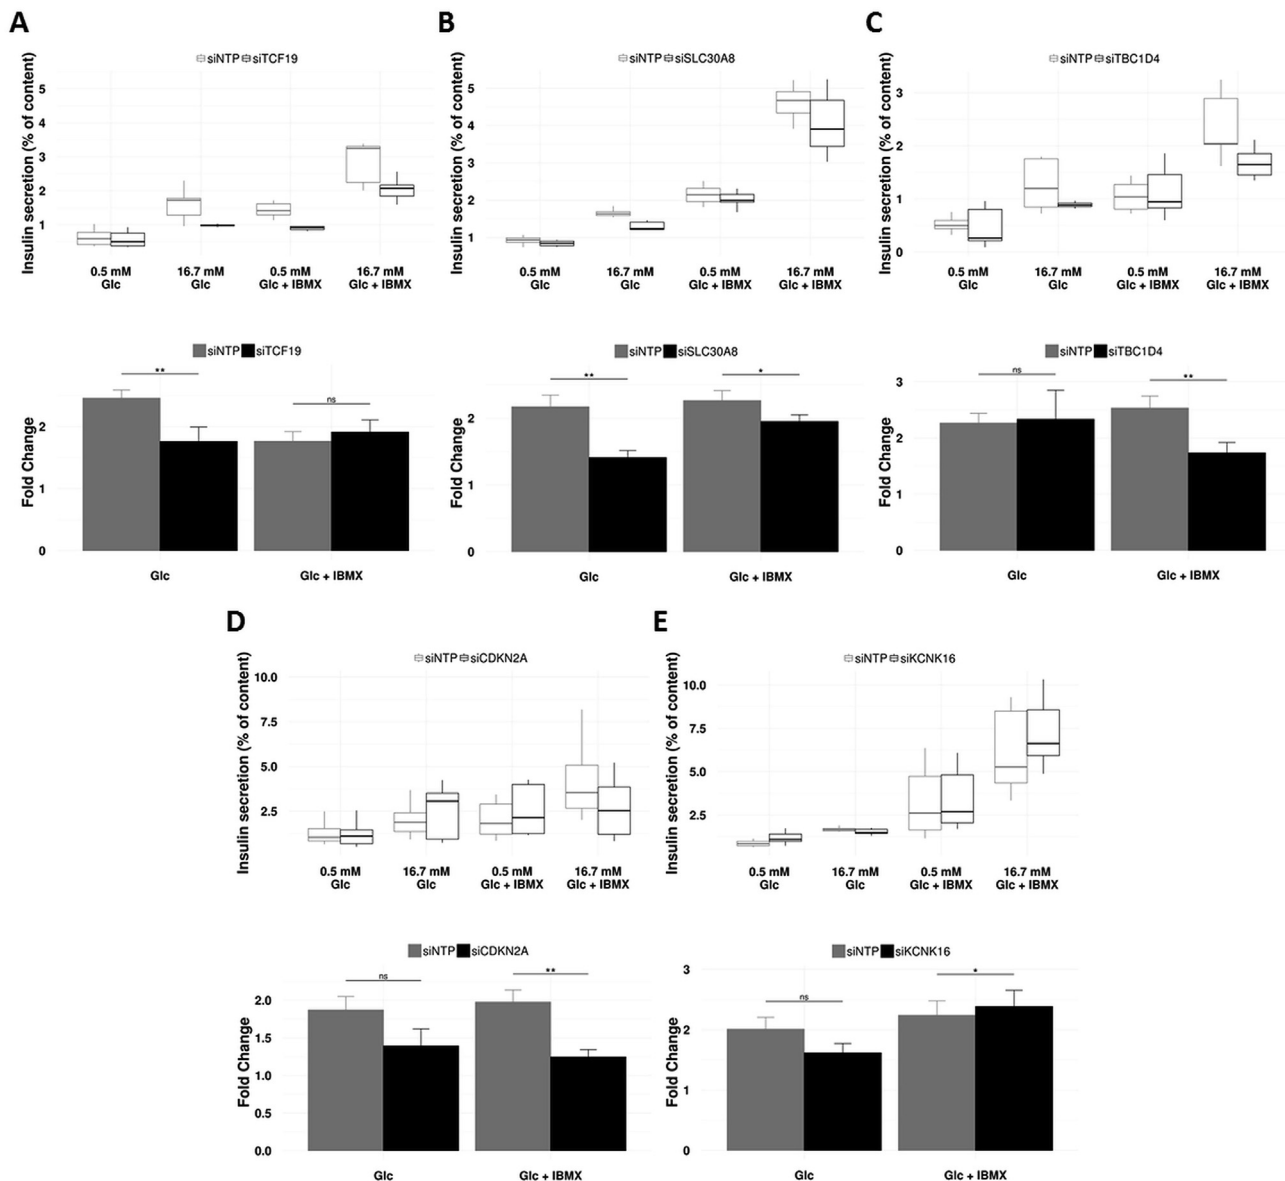 A
siNTP siTCF19
Insulin secretion (% of content)
5
4
3
2
1
0.5 mM Glc
16.7 mM Glc
0.5 mM Glc + IBMX
16.7 mM Glc + IBMX
siNTP siTCF19
Fold Change
2
1
0
**
ns
Glc
Glc + IBMX
B
siNTP siSLC30A8
Insulin secretion (% of content)
5
4
3
2
1
0.5 mM Glc
16.7 mM Glc
0.5 mM Glc + IBMX
16.7 mM Glc + IBMX
siNTP siSLC30A8
Fold Change
2
1
0
**
*
Glc
Glc + IBMX
C
siNTP siTBC1D4
Insulin secretion (% of content)
3
2
1
0
0.5 mM Glc
16.7 mM Glc
0.5 mM Glc + IBMX
16.7 mM Glc + IBMX
siNTP siTBC1D4
Fold Change
3
2
1
0
ns
**
Glc
Glc + IBMX
D
siNTP siCDKN2A
Insulin secretion (% of content)
10.0
7.5
5.0
2.5
0.5 mM Glc
16.7 mM Glc
0.5 mM Glc + IBMX
16.7 mM Glc + IBMX
siNTP siCDKN2A
Fold Change
2.0
1.5
1.0
0.5
0.0
ns
**
Glc
Glc + IBMX
E
siNTP siKCNK16
Insulin secretion (% of content)
10.0
7.5
5.0
2.5
0.5 mM Glc
16.7 mM Glc
0.5 mM Glc + IBMX
16.7 mM Glc + IBMX
siNTP siKCNK16
Fold Change
3
2
1
0
ns
*
Glc
Glc + IBMX